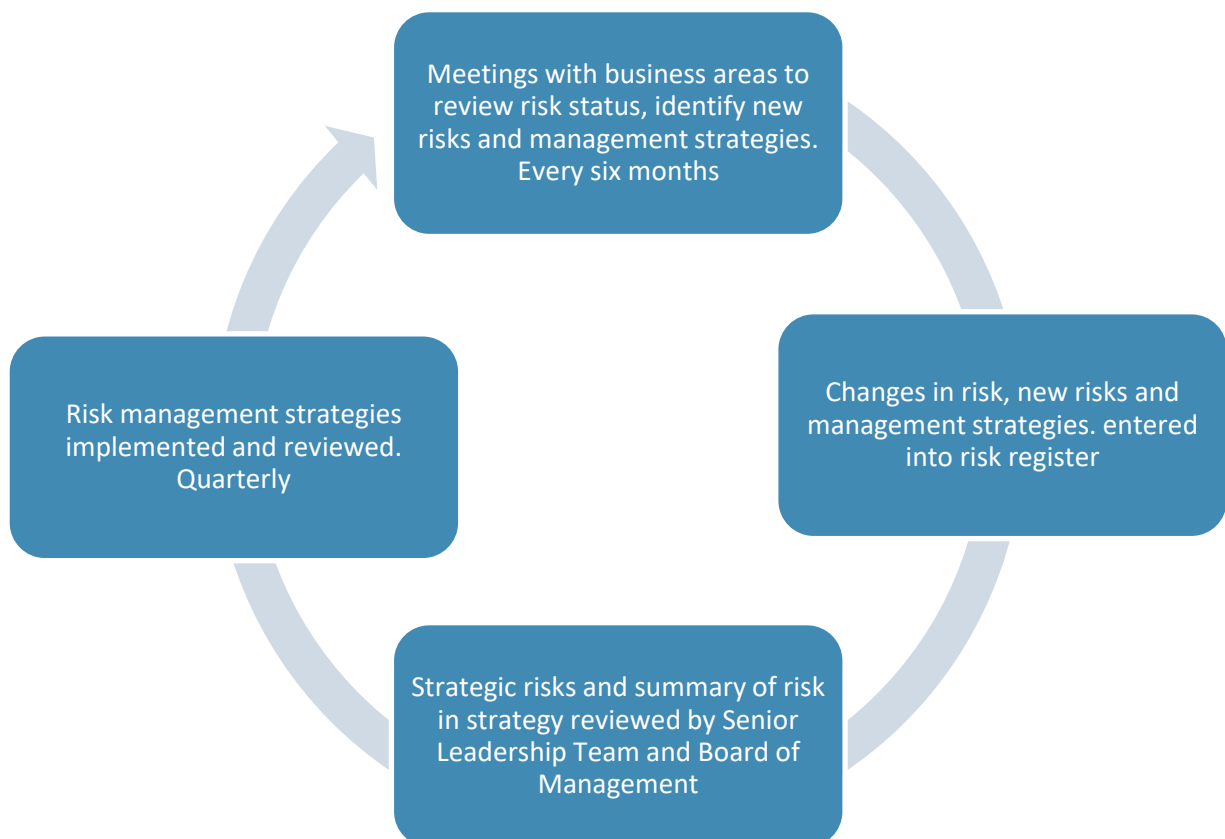 Meetings with business areas to
review risk status, identify new
risks and management strategies.
Every six months
Changes in risk, new risks and
management strategies. entered
into risk register
Strategic risks and summary of risk
in strategy reviewed by Senior
Leadership Team and Board of
Management
Risk management strategies
implemented and reviewed.
Quarterly